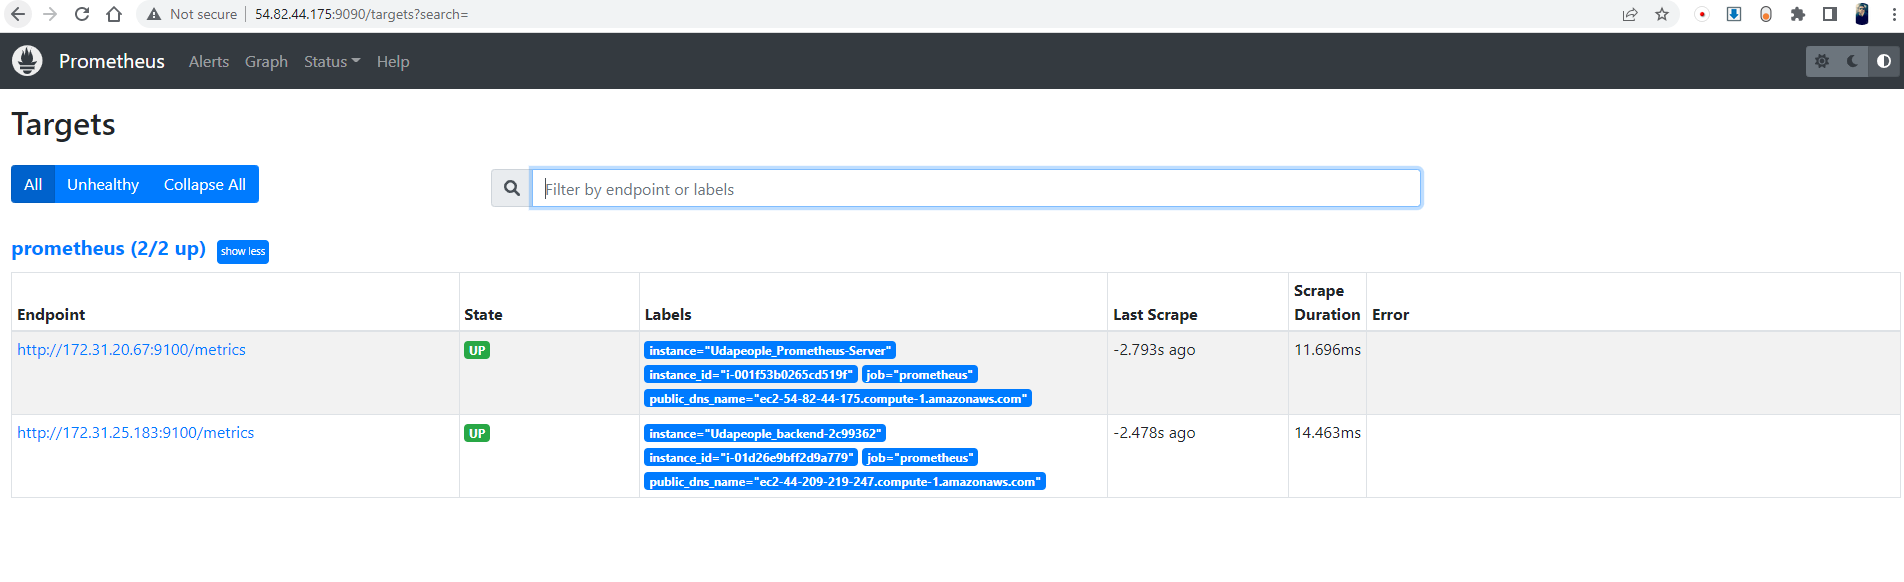 Not secure 54.82.44.175:9090/targets?search=
Prometheus Alerts Graph Status Help
Targets
All Unhealthy Collapse All
Filter by endpoint or labels
prometheus (2/2 up) show less
Endpoint State Labels Last Scrape Scrape Duration Error
http://172.31.20.67:9100/metrics UP instance="Udapeople_Prometheus-Server" -2.793s ago 11.696ms
instance_id="i-001f53b0265cd519f" job="prometheus"
public_dns_name="ec2-54-82-44-175.compute-1.amazonaws.com"
http://172.31.25.183:9100/metrics UP instance="Udapeople_backend-2c99362" -2.478s ago 14.463ms
instance_id="i-01d26e9bff2d9a779" job="prometheus"
public_dns_name="ec2-44-209-219-247.compute-1.amazonaws.com"